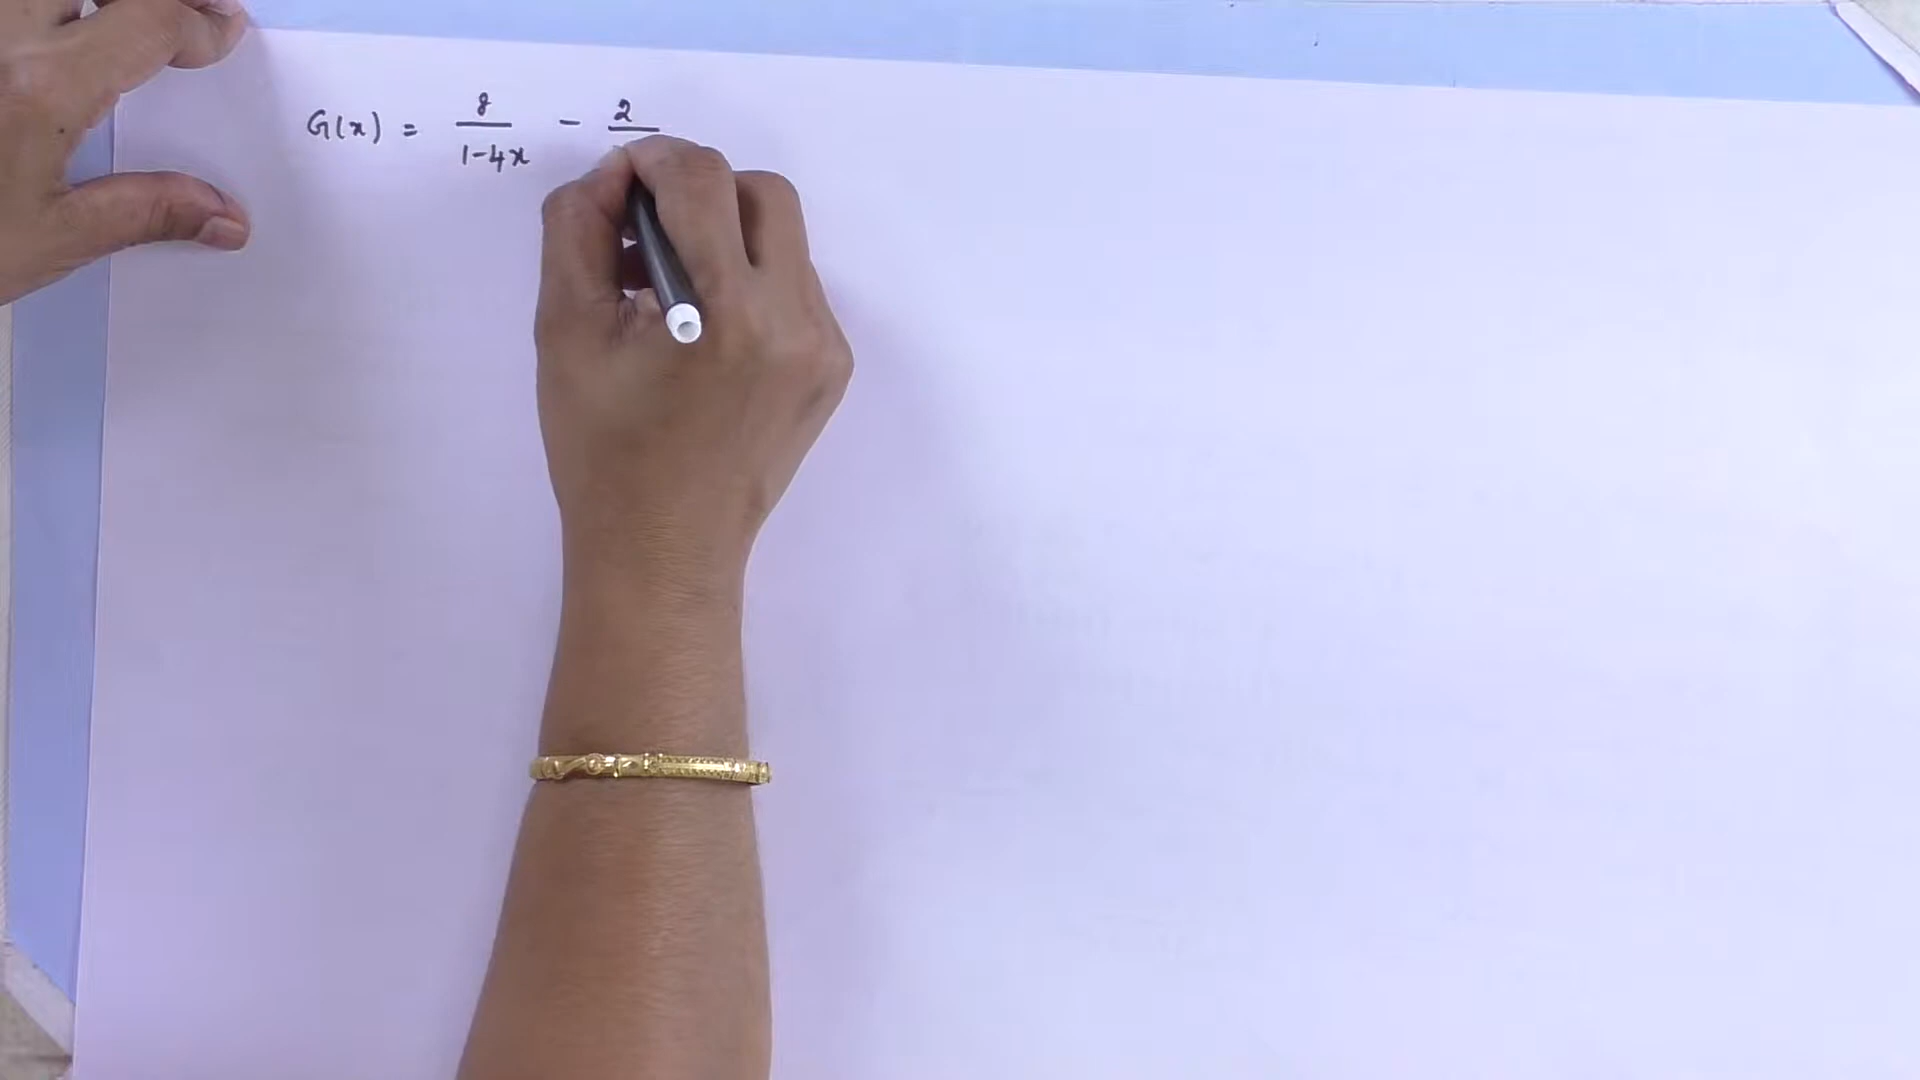 G(x) = 8/(1-4x) - 2/